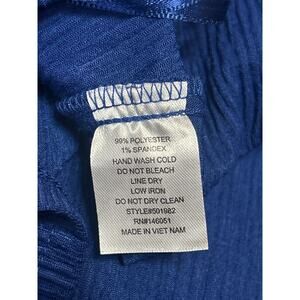 99% POLYESTER
1% SPANDEX
HAND WASH COLD
DO NOT BLEACH
LINE DRY
LOW IRON
DO NOT DRY CLEAN
STYLE#501982
RN#146051
MADE IN VIET NAM